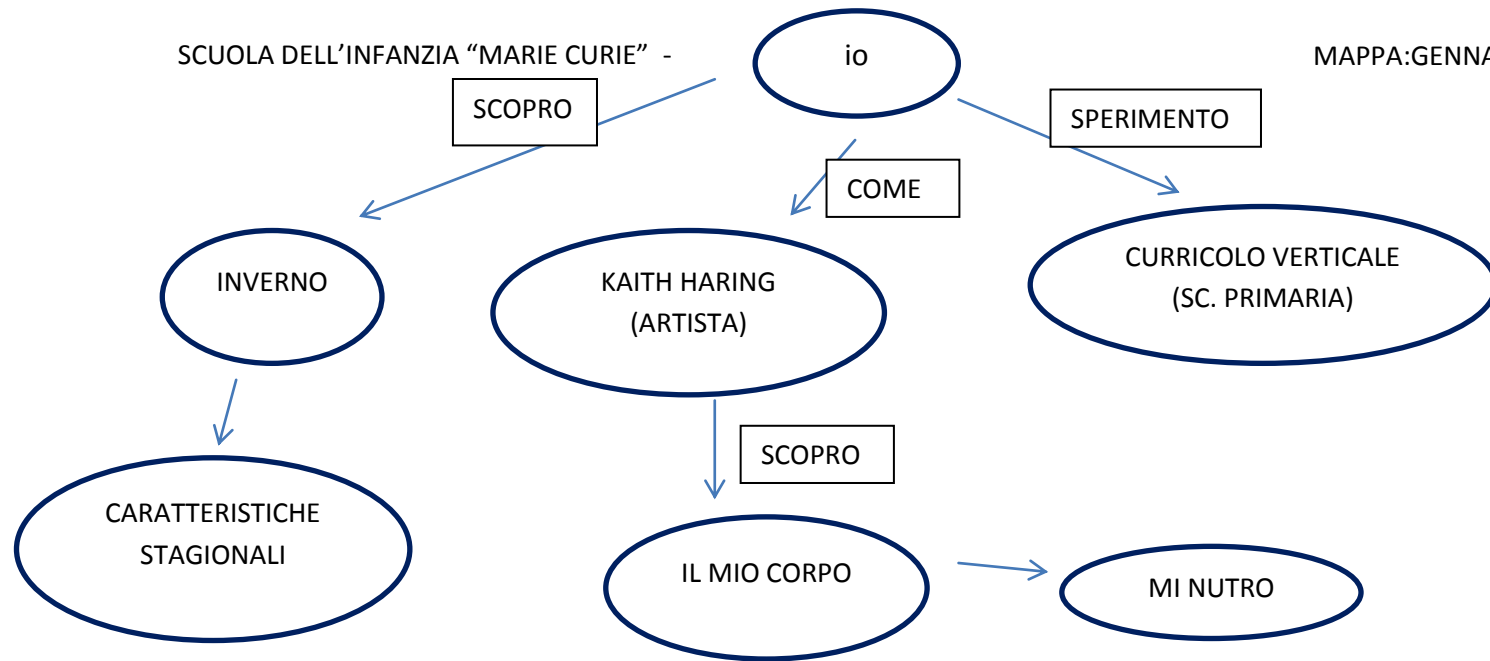 SCUOLA DELL’INFANZIA “MARIE CURIE” -
io
MAPPA:GENNA
SCOPRO
SPERIMENTO
COME
INVERNO
KAITH HARING
(ARTISTA)
CURRICOLO VERTICALE
(SC. PRIMARIA)
SCOPRO
CARATTERISTICHE
STAGIONALI
IL MIO CORPO
MI NUTRO